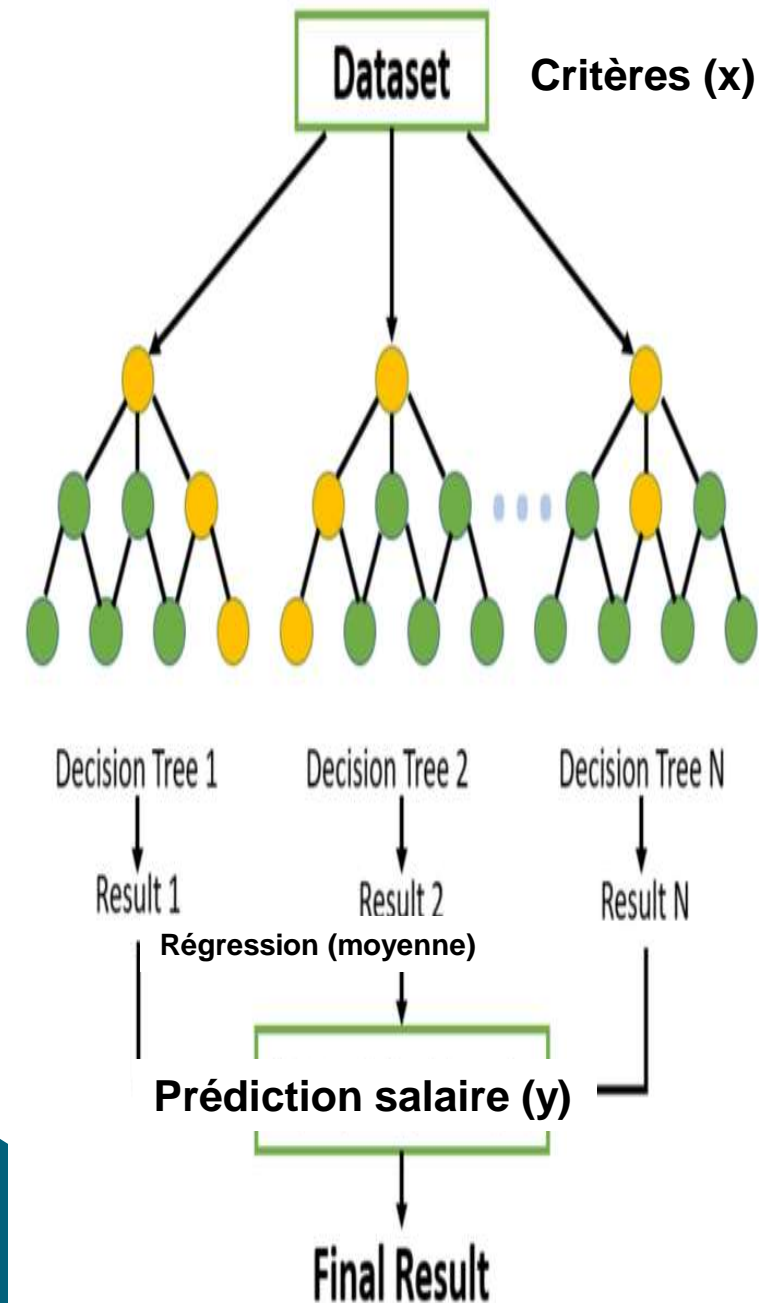 Dataset
Critères (x)
Decision Tree 1
Decision Tree 2
Decision Tree N
Result 1
Result 2
Result N
Régression (moyenne)
Prédiction salaire (y)
Final Result